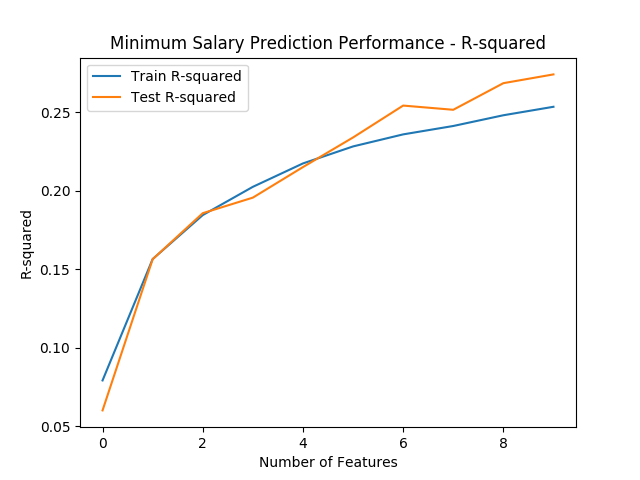 Minimum Salary Prediction Performance - R-squared
Train R-squared
Test R-squared
0.25
0.20
0.15
0.10
0.05
R-squared
0 2 4 6 8
Number of Features